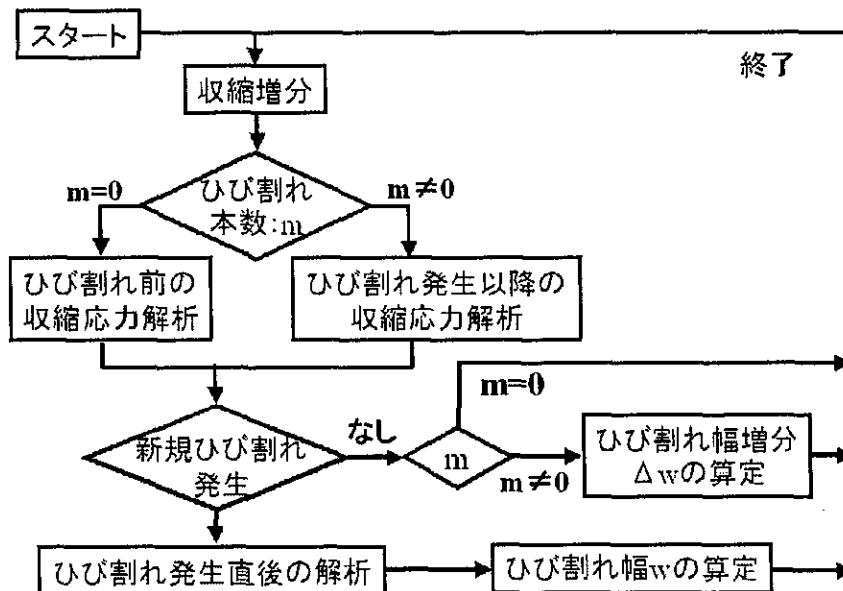 スタート
終了
収縮増分
m=0
ひび割れ
本数:m
m≠0
ひび割れ前の
収縮応力解析
ひび割れ発生以降の
収縮応力解析
m=0
新規ひび割れ
発生
なし
m
m≠0
ひび割れ幅増分
Δwの算定
ひび割れ発生直後の解析
ひび割れ幅wの算定